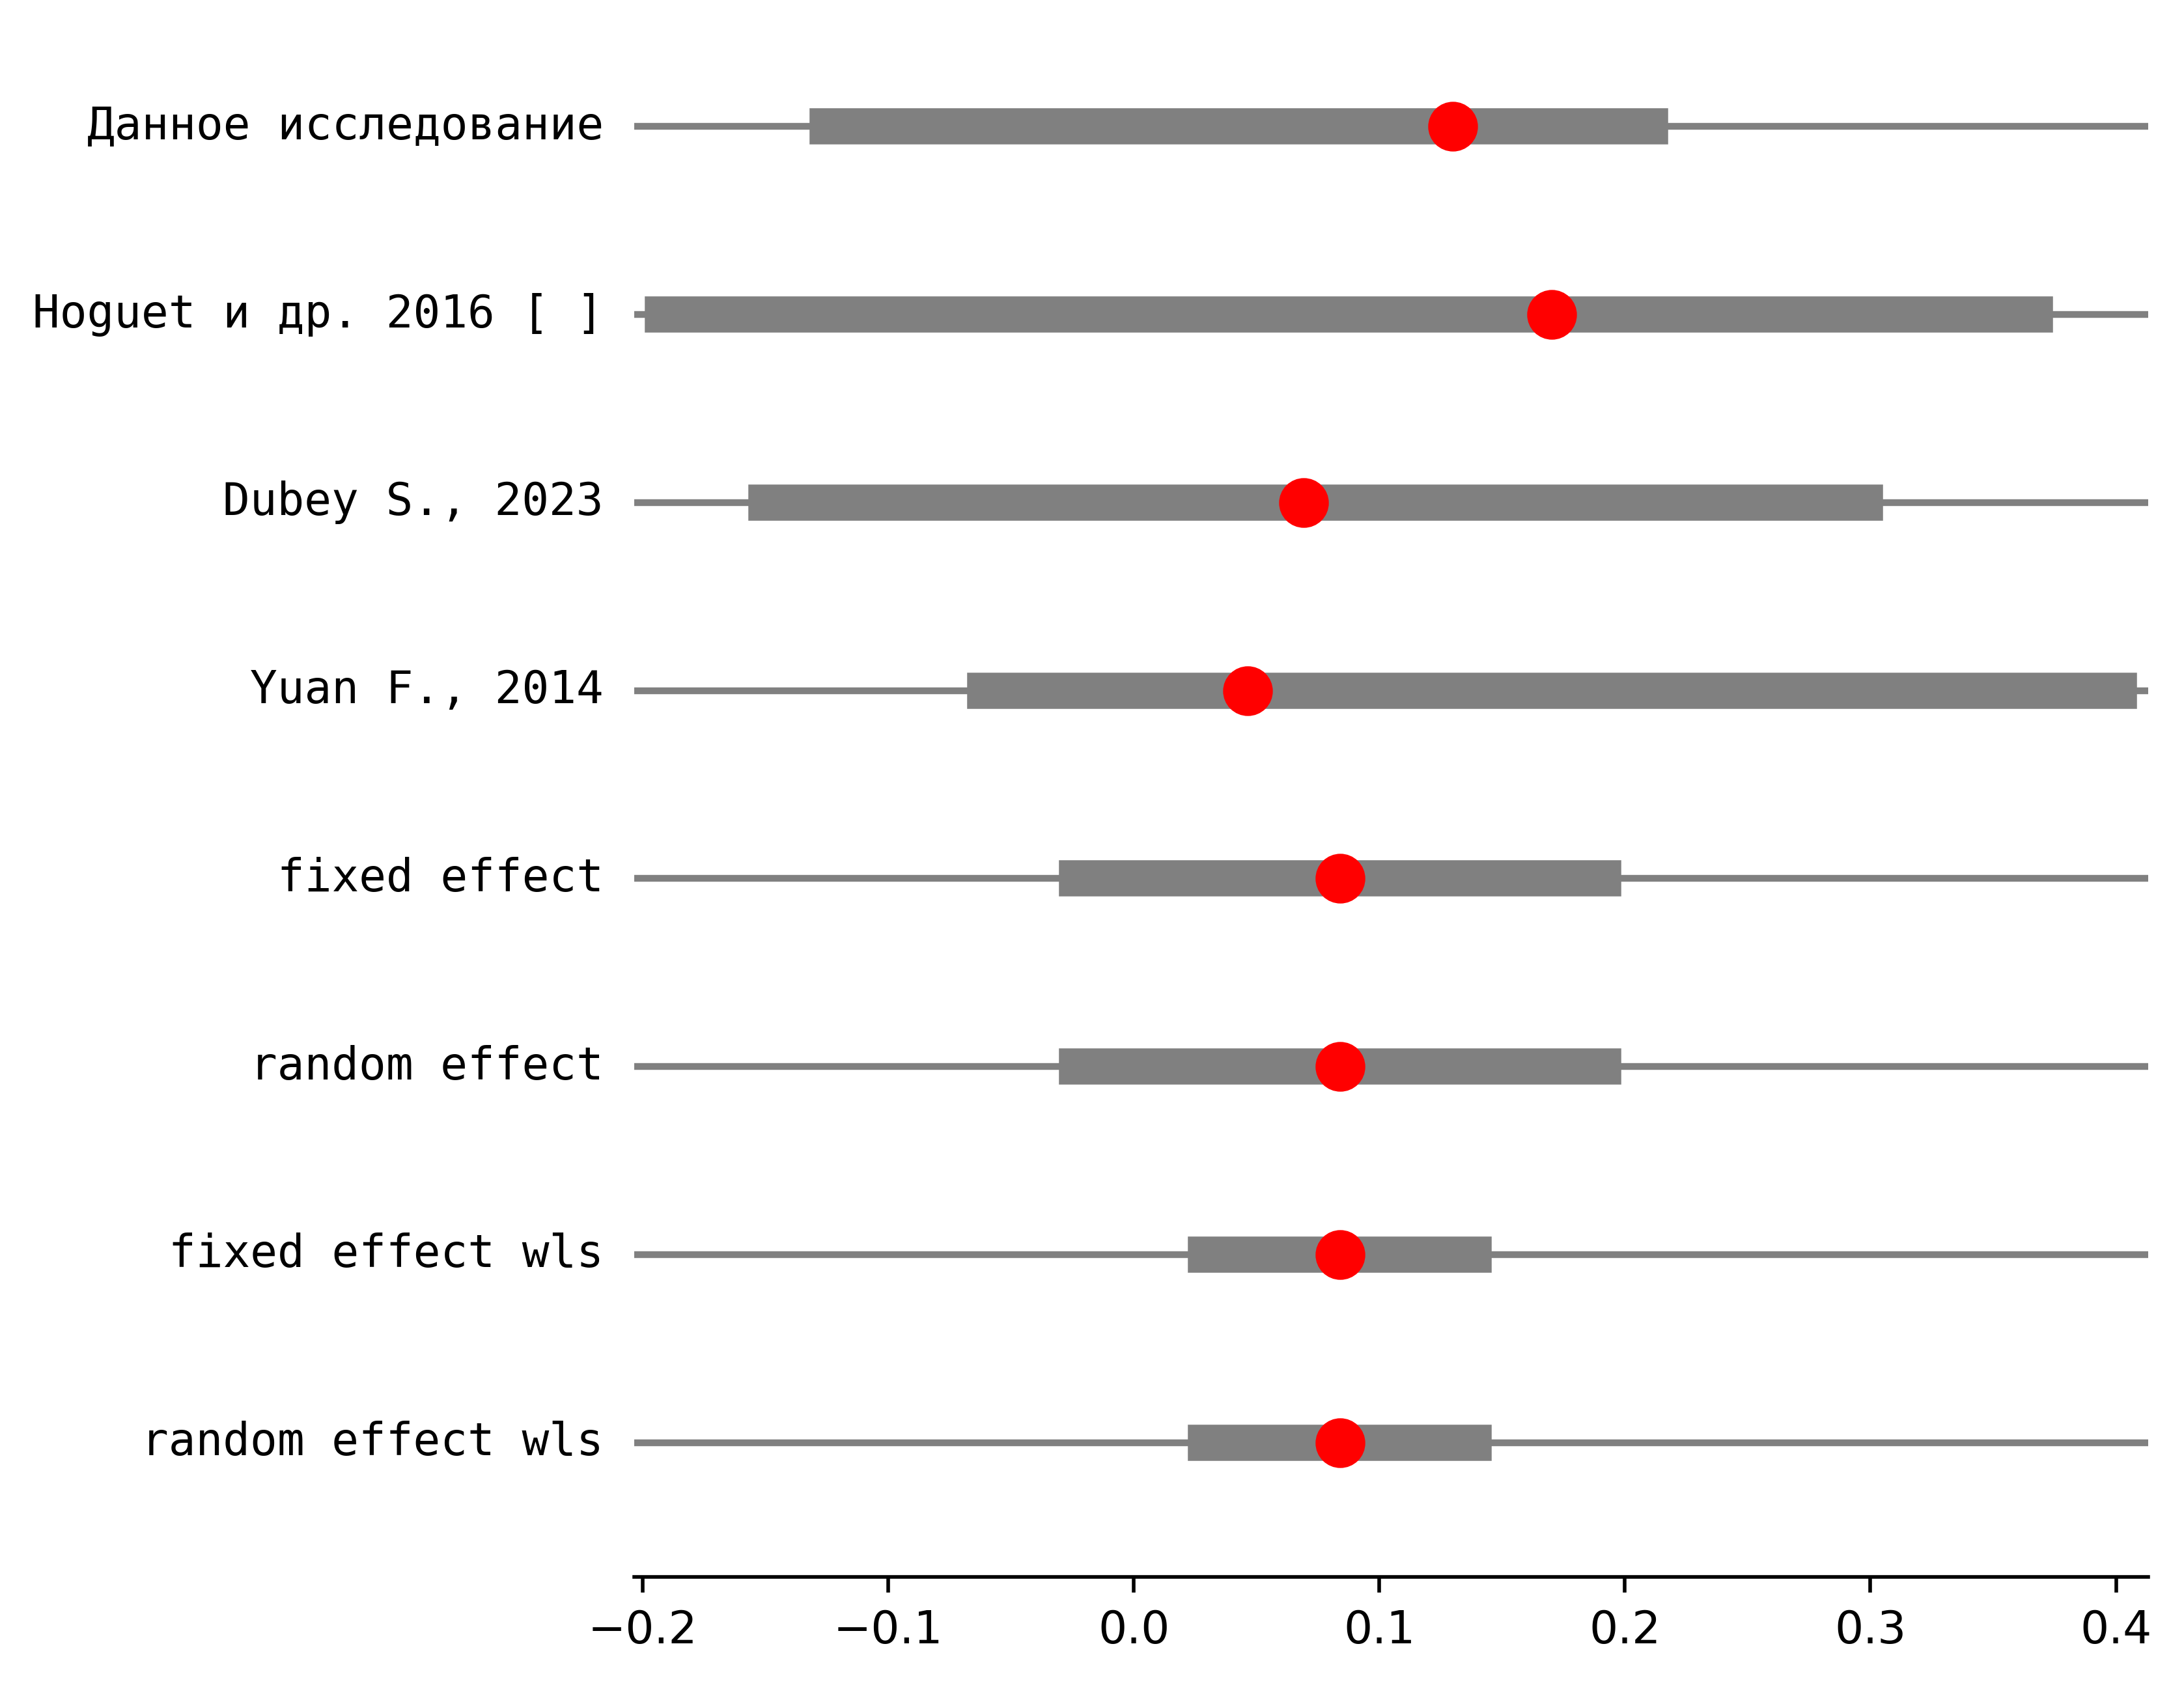 Данное исследование
Hoguet и др. 2016 [ ]
Dubey S., 2023
Yuan F., 2014
fixed effect
random effect
fixed effect wls
random effect wls
−0.2 −0.1 0.0 0.1 0.2 0.3 0.4